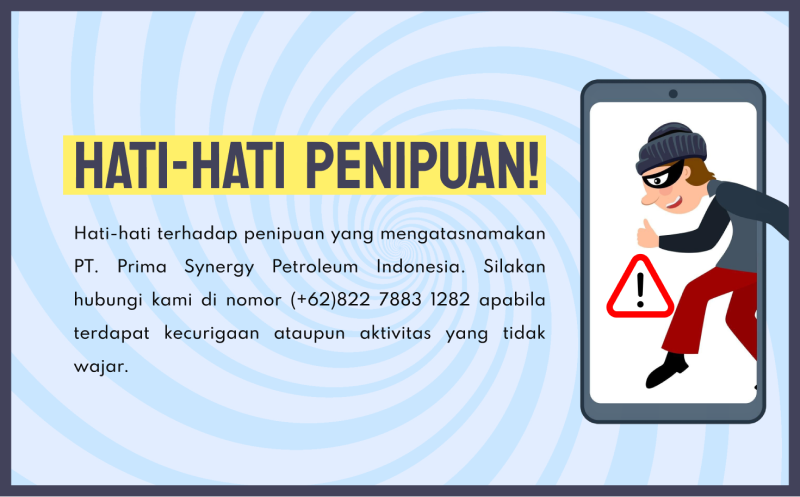 HATI-HATI PENIPUAN!
Hati-hati terhadap penipuan yang mengatasnamakan
PT. Prima Synergy Petroleum Indonesia. Silakan
hubungi kami di nomor (+62)822 7883 1282 apabila
terdapat kecurigaan ataupun aktivitas yang tidak
wajar.
!